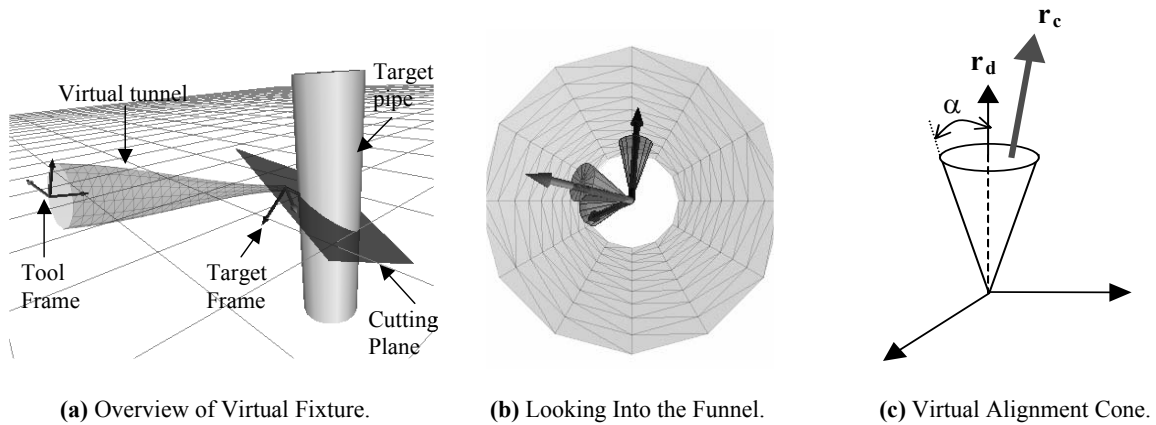 Virtual tunnel
Target
pipe
Tool
Frame
Target
Frame
Cutting
Plane
r_c
r_d
α
(a) Overview of Virtual Fixture.
(b) Looking Into the Funnel.
(c) Virtual Alignment Cone.